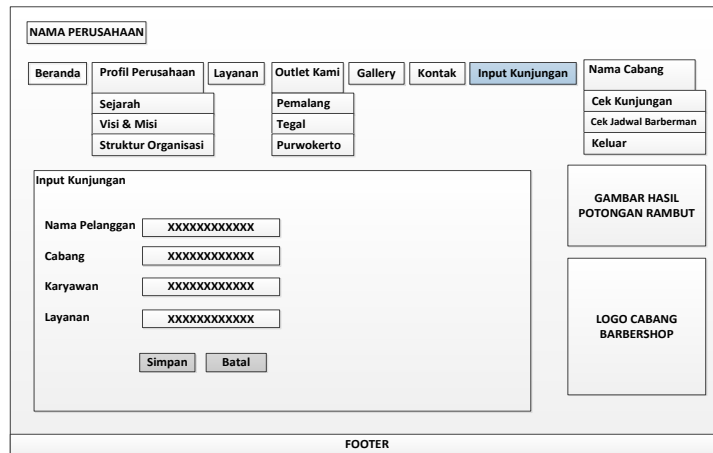 NAMA PERUSAHAAN
Beranda Profil Perusahaan Layanan Outlet Kami Gallery Kontak Input Kunjungan Nama Cabang
Sejarah Pemalang Cek Kunjungan
Visi & Misi Tegal Cek Jadwal Barberman
Struktur Organisasi Purwokerto Keluar
Input Kunjungan
Nama Pelanggan XXXXXXXXXXXX
Cabang XXXXXXXXXXXX
Karyawan XXXXXXXXXXXX
Layanan XXXXXXXXXXXX
Simpan Batal
GAMBAR HASIL
POTONGAN RAMBUT
LOGO CABANG
BARBERSHOP
FOOTER